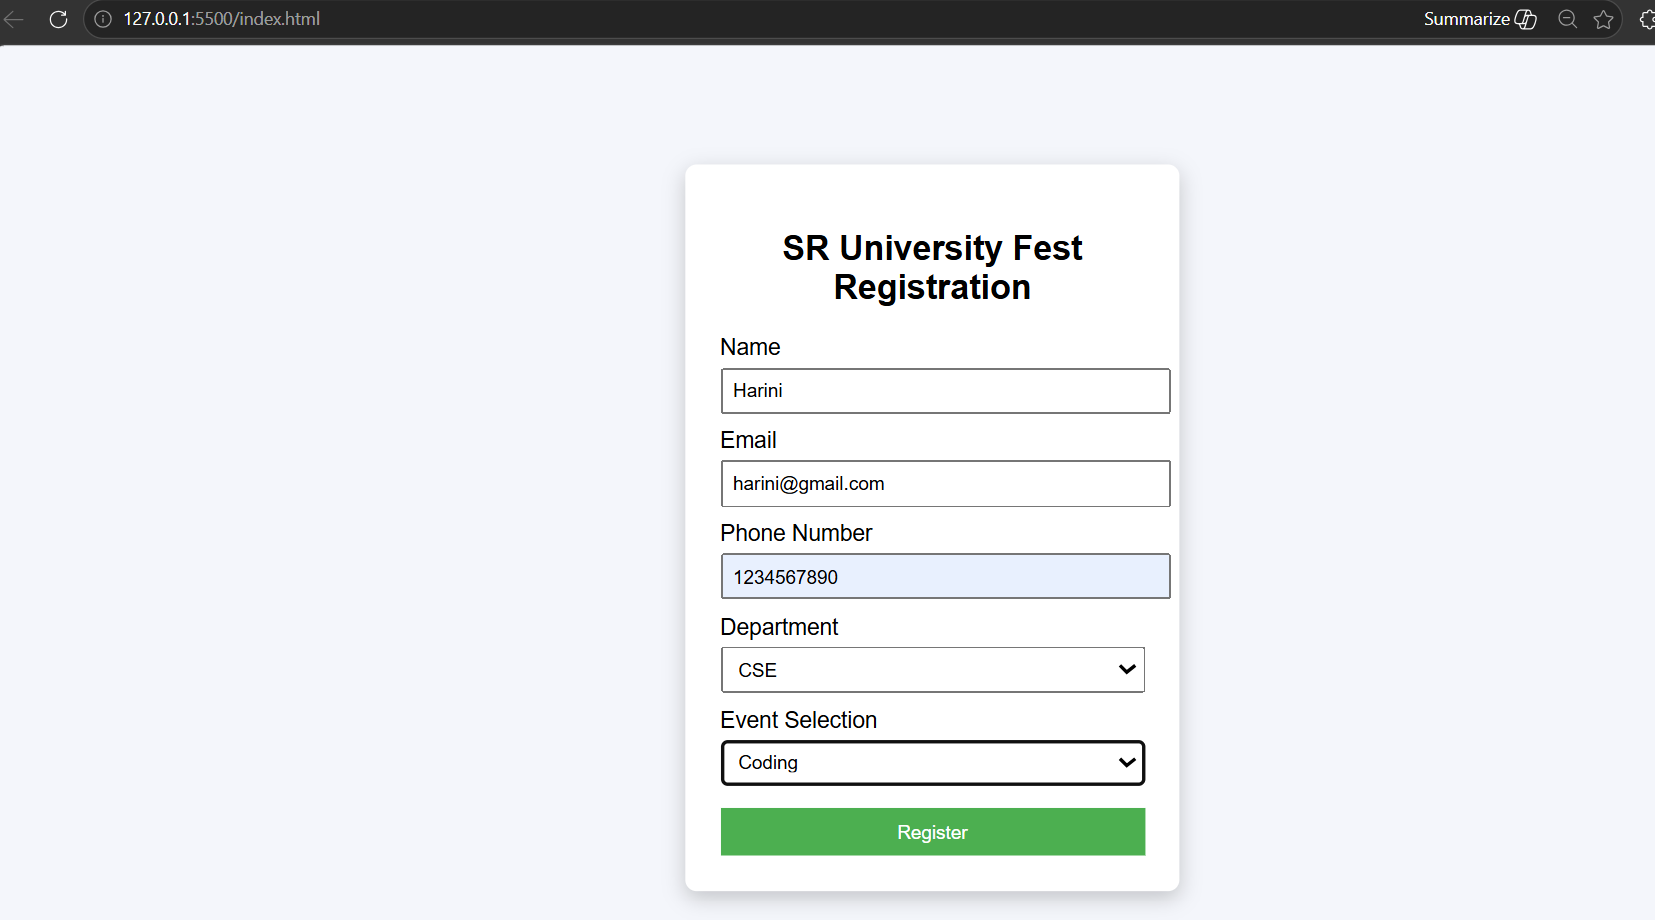 127.0.0.1:5500/index.html
Summarize
SR University Fest
Registration
Name
Harini
Email
harini@gmail.com
Phone Number
1234567890
Department
CSE
Event Selection
Coding
Register